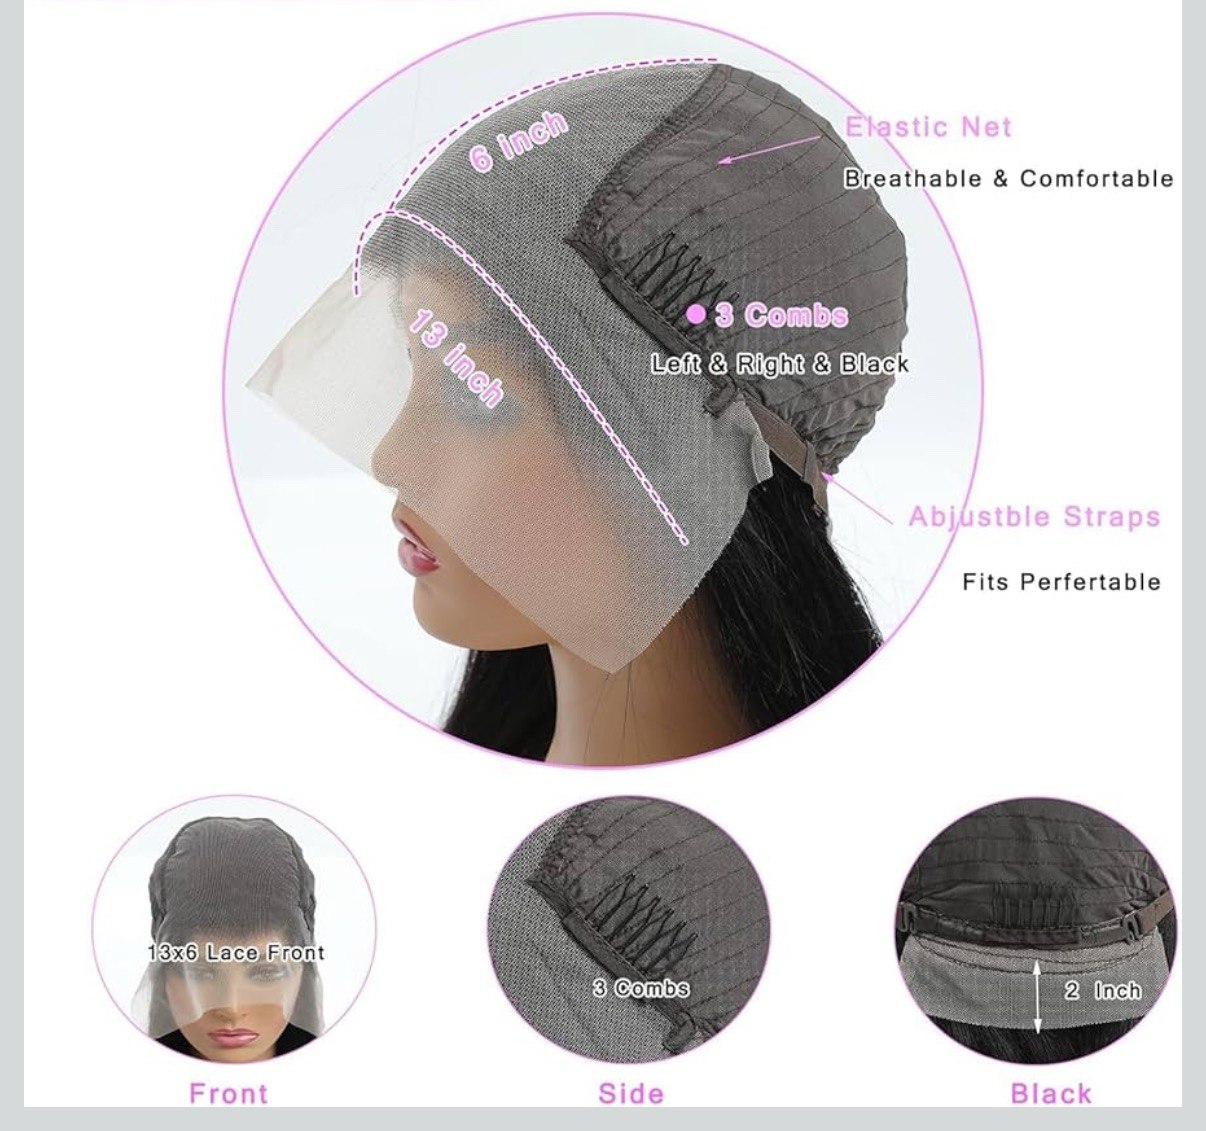 6 inch
Elastic Net
Breathable & Comfortable
13 inch
3 Combs
Left & Right & Black
Abjustble Straps
Fits Perfertable
13x6 Lace Front
3 Combs
2 Inch
Front
Side
Black